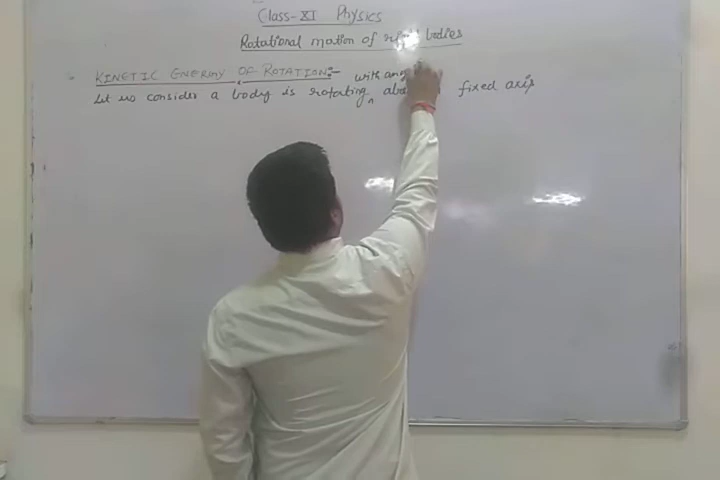 Class-XI Physics
Rotational motion of bodies
KINETIC ENERGY OF ROTATION:-
with
Let us consider a body is rotating ^ fixed axis